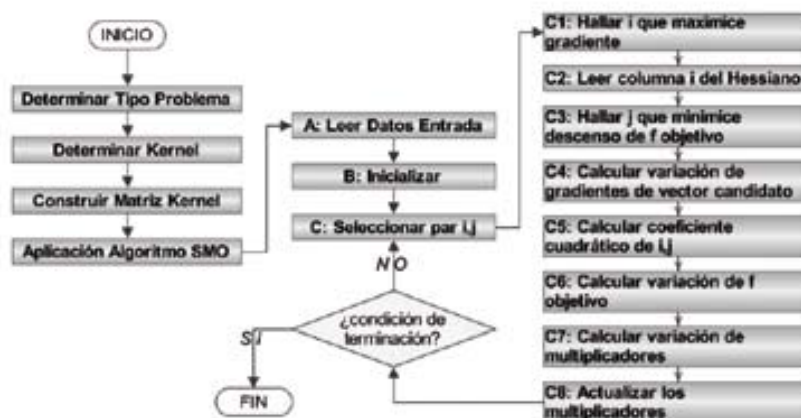 INICIO
Determinar Tipo Problema
Determinar Kernel
Construir Matriz Kernel
Aplicación Algoritmo SMO
A: Leer Datos Entrada
B: Inicializar
C: Seleccionar par i,j
NO
¿condición de
terminación?
SI
FIN
C1: Hallar i que maximice
gradiente
C2: Leer columna i del Hessiano
C3: Hallar j que minimice
descenso de f objetivo
C4: Calcular variación de
gradientes de vector candidato
C5: Calcular coeficiente
cuadrático de i,j
C6: Calcular variación de f
objetivo
C7: Calcular variación de
multiplicadores
C8: Actualizar los
multiplicadores